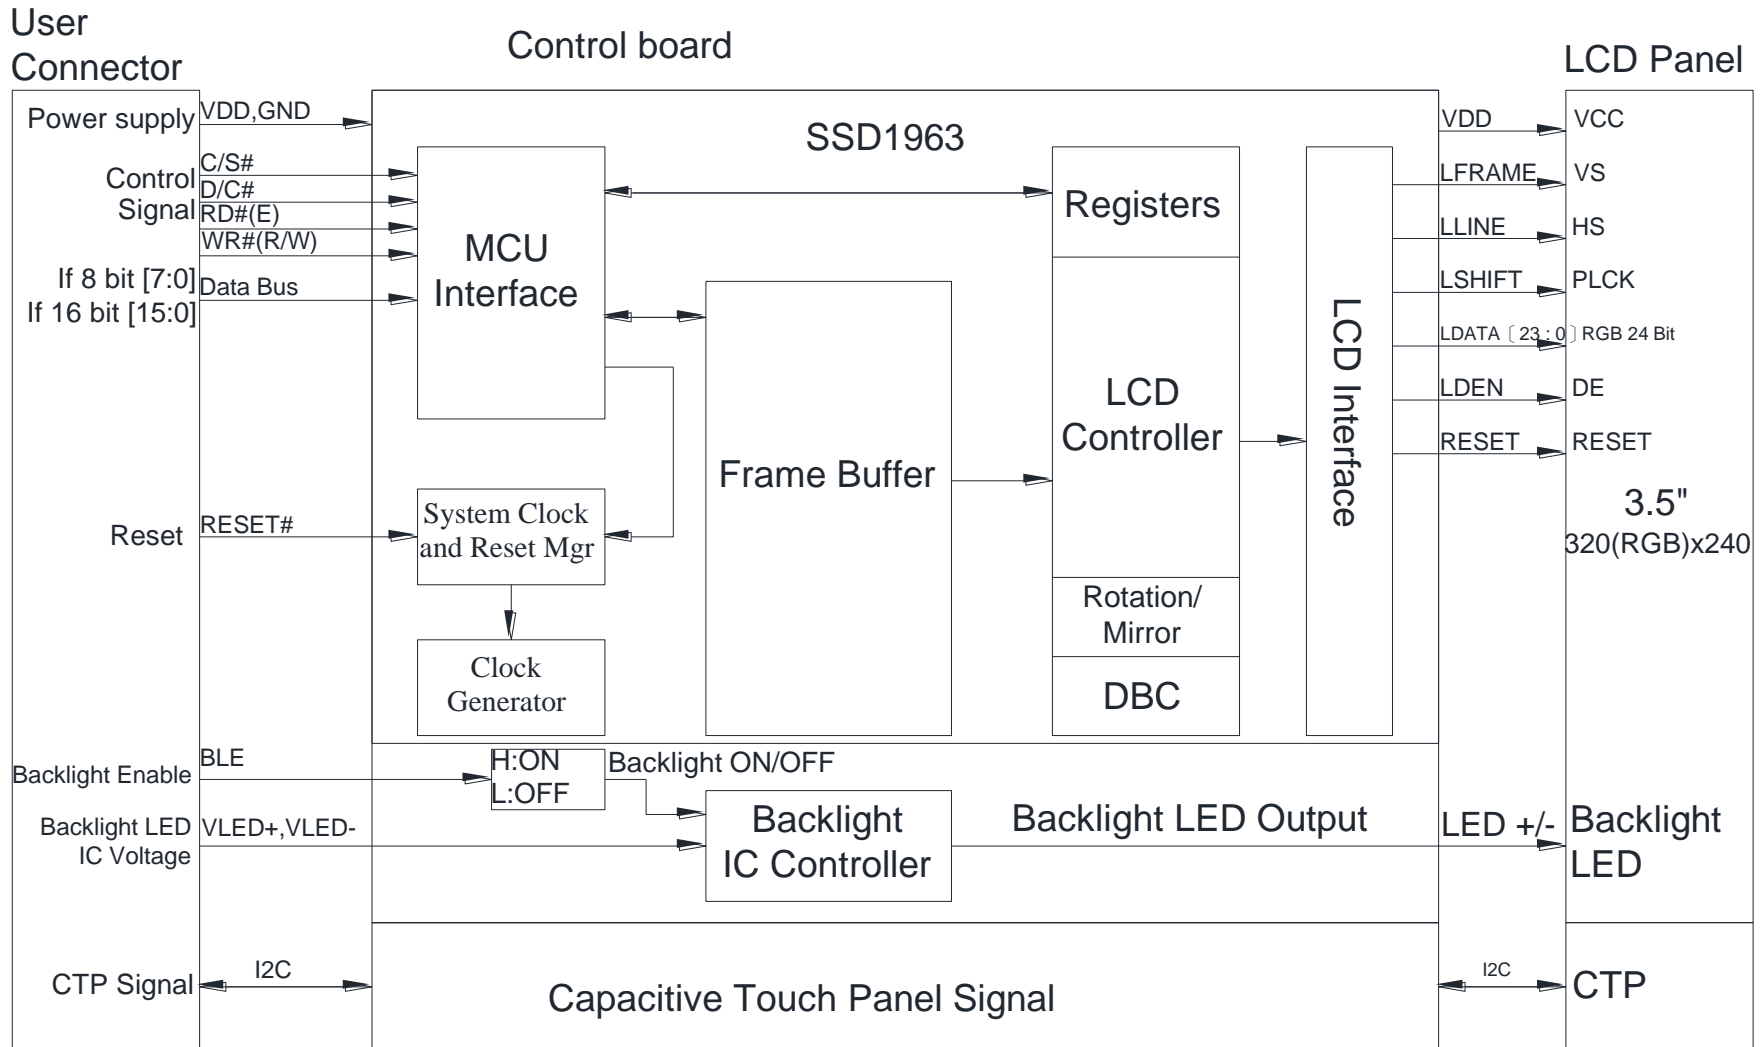 User
Connector
Control board
LCD Panel
Power supply
VDD,GND
Control
Signal
C/S#
D/C#
RD#(E)
WR#(R/W)
If 8 bit [7:0]
If 16 bit [15:0]
Data Bus
Reset
RESET#
Backlight Enable
BLE
Backlight LED
IC Voltage
VLED+,VLED-
CTP Signal
I2C
SSD1963
MCU
Interface
System Clock
and Reset Mgr
Clock
Generator
Frame Buffer
Registers
LCD
Controller
Rotation/
Mirror
DBC
LCD Interface
H:ON
L:OFF
Backlight ON/OFF
Backlight
IC Controller
Backlight LED Output
Capacitive Touch Panel Signal
VDD
VCC
LFRAME
VS
LLINE
HS
LSHIFT
PLCK
LDATA〔23 : 0〕
RGB 24 Bit
LDEN
DE
RESET
RESET
3.5"
320(RGB)x240
LED +/-
Backlight
LED
I2C
CTP